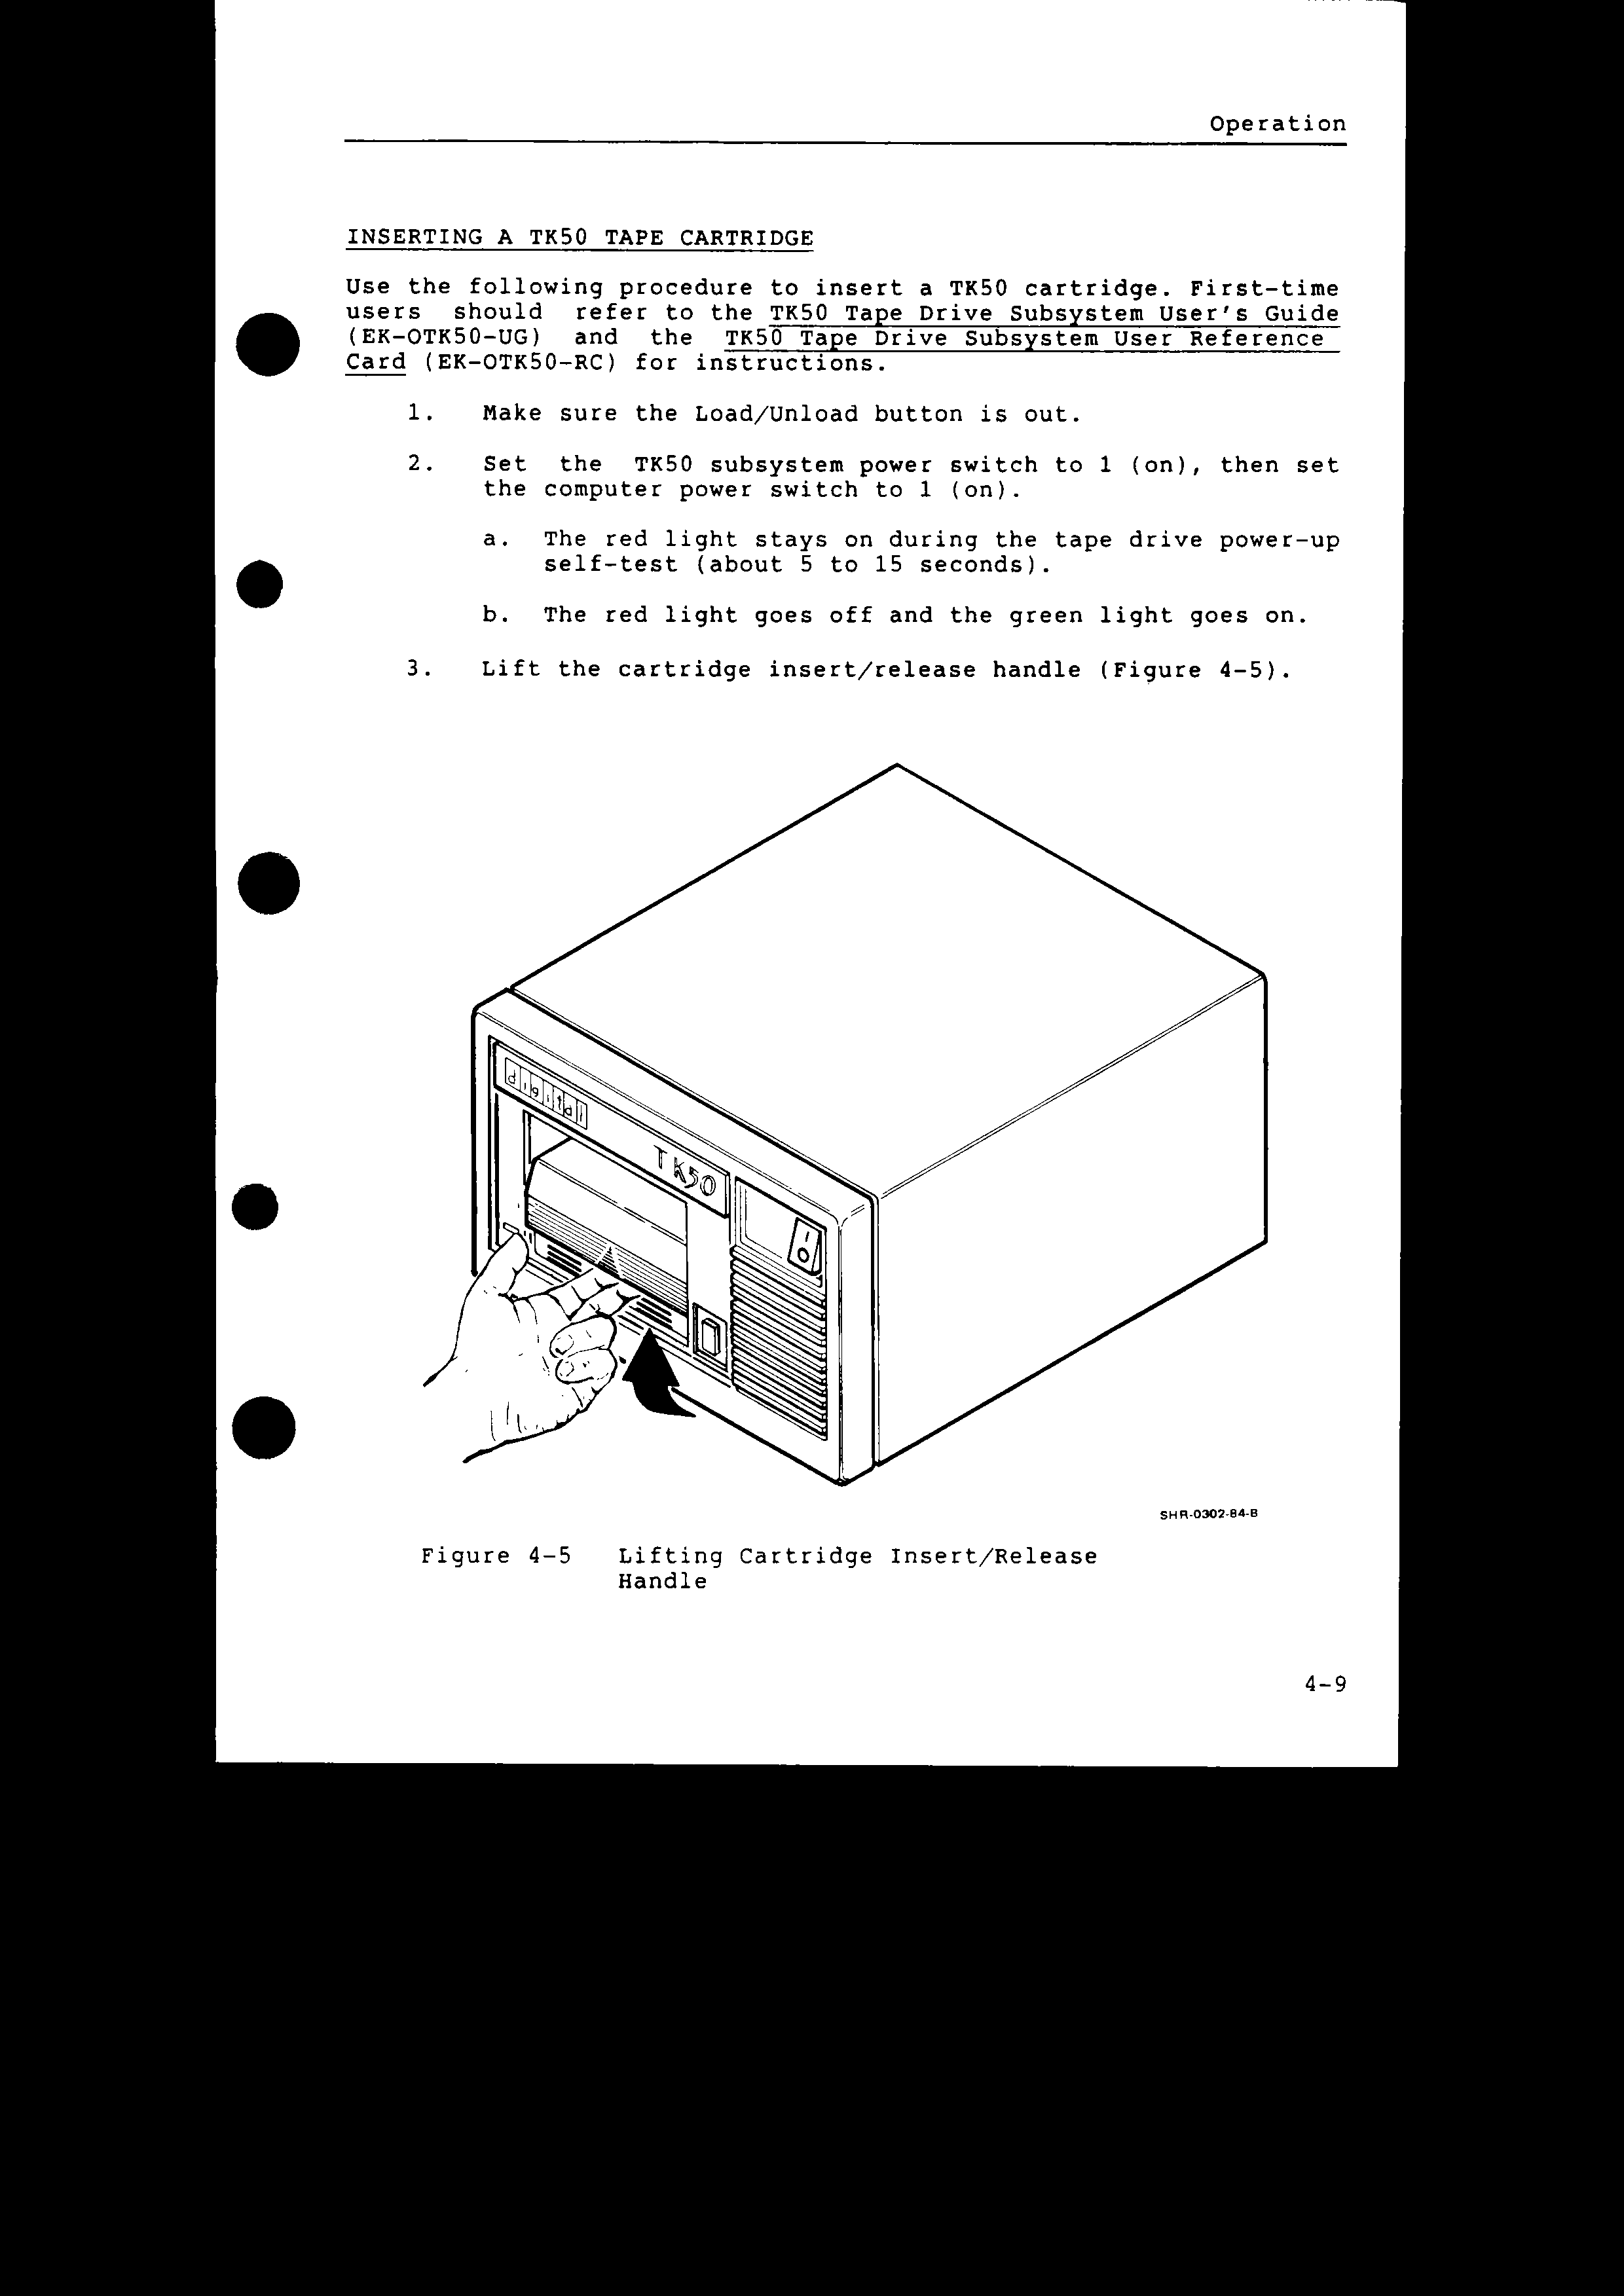 Operation
INSERTING A TK50 TAPE CARTRIDGE
Use the following procedure to insert a TK50 cartridge. First-time
users should refer to the TK50 Tape Drive Subsystem User's Guide
(EK-OTK50-UG) and the TK50 Tape Drive Subsystem User Reference
Card (EK-OTK50-RC) for instructions.
1. Make sure the Load/Unload button is out.
2. Set the TK50 subsystem power switch to 1 (on), then set
the computer power switch to 1 (on).
a. The red light stays on during the tape drive power-up
self-test (about 5 to 15 seconds).
b. The red light goes off and the green light goes on.
3. Lift the cartridge insert/release handle (Figure 4-5).
digital
TK50
SHR-0302-84-B
Figure 4-5 Lifting Cartridge Insert/Release
Handle
4-9